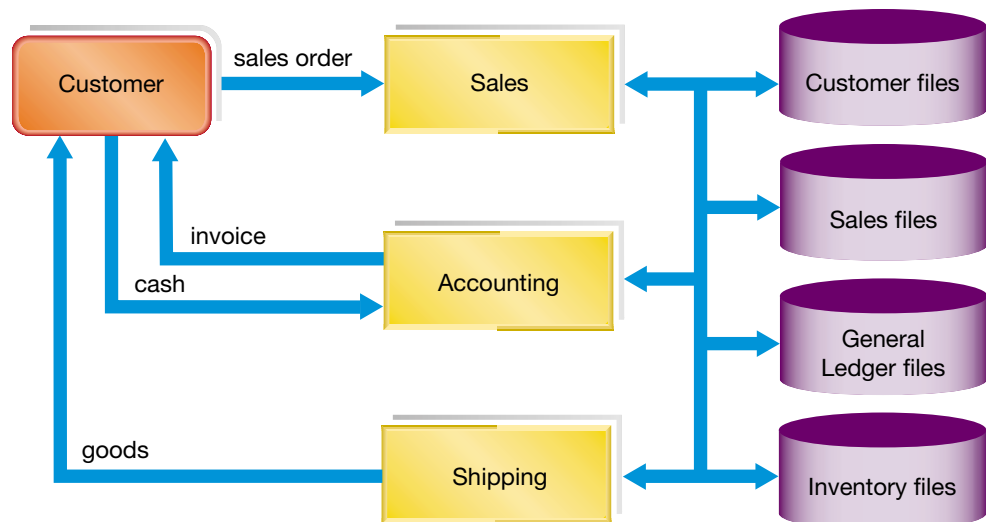 Customer
sales order
Sales
Customer files
Sales files
invoice
cash
Accounting
General
Ledger files
goods
Shipping
Inventory files